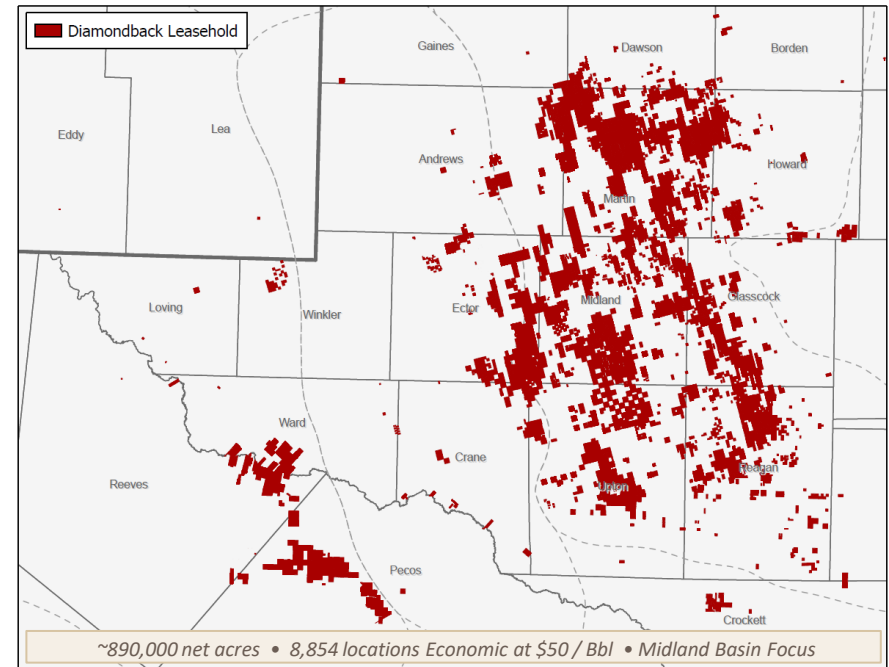 Diamondback Leasehold
Gaines
Dawson
Borden
Eddy
Lea
Andrews
Howard
Martin
Loving
Winkler
Ector
Midland
Glasscock
Ward
Crane
Reeves
Upton
Reagan
Pecos
Crockett
~890,000 net acres • 8,854 locations Economic at $50 / Bbl • Midland Basin Focus